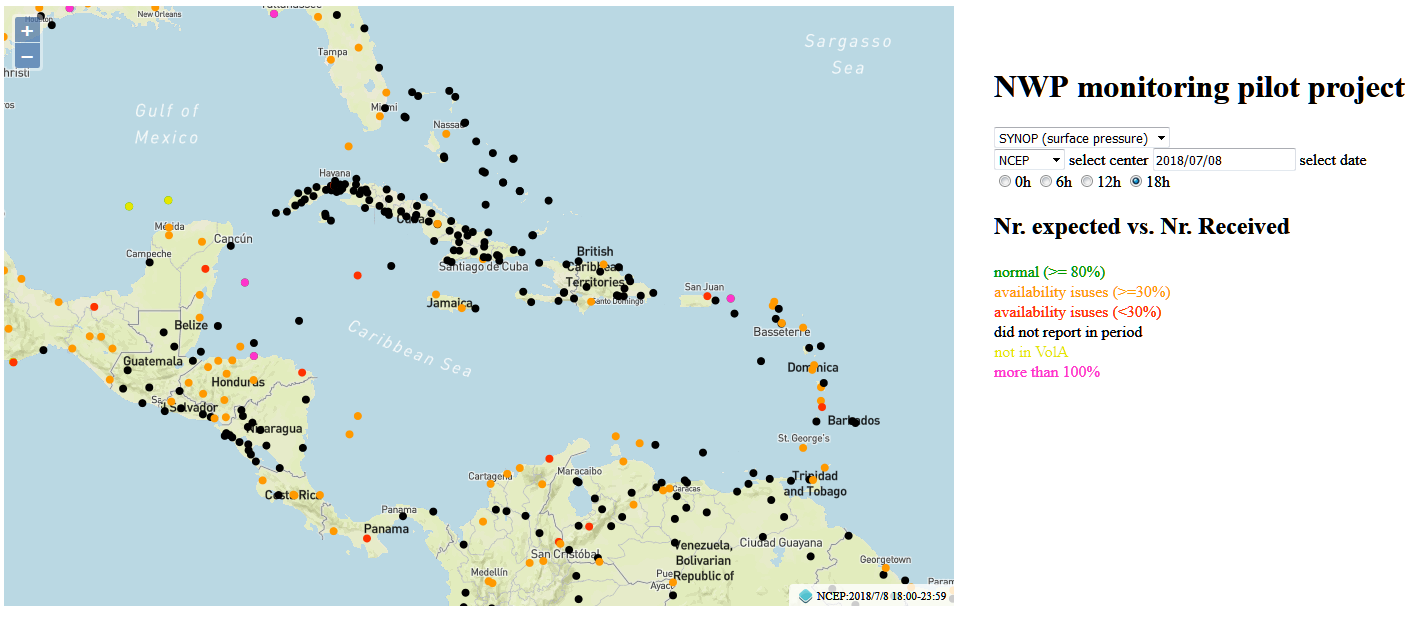 New Orleans
Tampa
Miami
Nassau
Sargasso
Sea
Gulf of
Mexico
+
−
Havana
Cuba
Mérida
Cancún
Campeche
Santiago de Cuba
British
Caribbean
Territories
Santo Domingo
San Juan
Jamaica
Belize
Caribbean Sea
Basseterre
Guatemala
Honduras
Dominica
El Salvador
Nicaragua
Barbados
St. George's
Cartagena
Maracaibo
Caracas
Trinidad
and Tobago
Costa Rica
Panama
Panama
San Cristóbal
Venezuela,
Bolivarian
Republic of
Ciudad Guayana
Georgetown
Medellín
NCEP:2018/7/8 18:00-23:59
NWP monitoring pilot project
SYNOP (surface pressure)
NCEP select center 2018/07/08 select date
0h 6h 12h 18h
Nr. expected vs. Nr. Received
normal (>= 80%)
availability isuses (>=30%)
availability isuses (<30%)
did not report in period
not in VolA
more than 100%